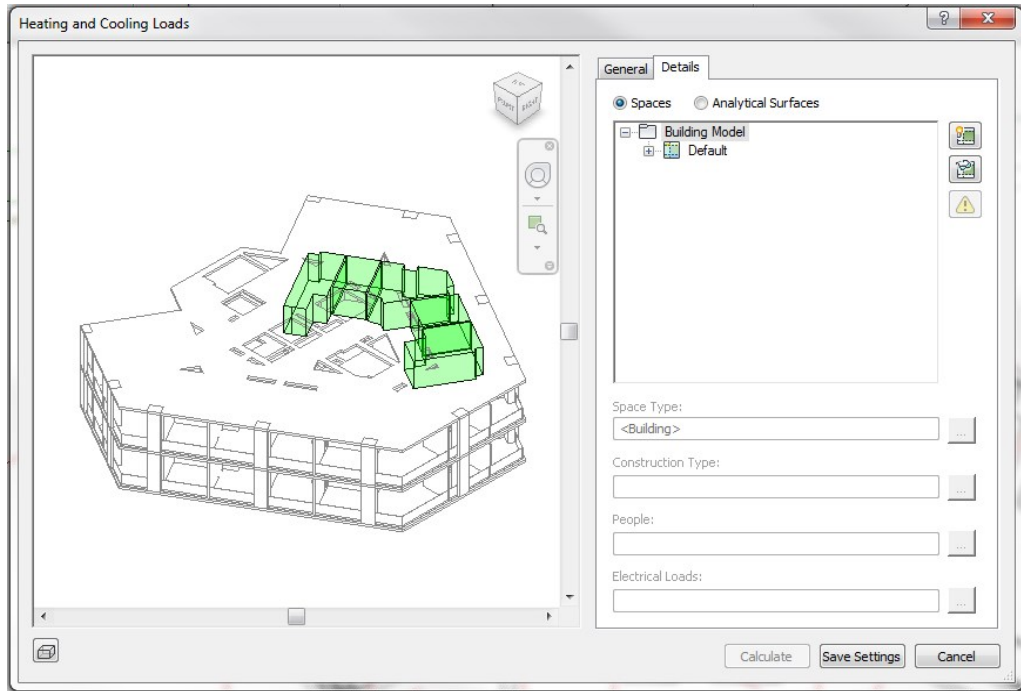 Heating and Cooling Loads
General Details
Spaces Analytical Surfaces
Building Model
Default
Space Type:
<Building>
...
Construction Type:
...
People:
...
Electrical Loads:
...
Calculate Save Settings Cancel